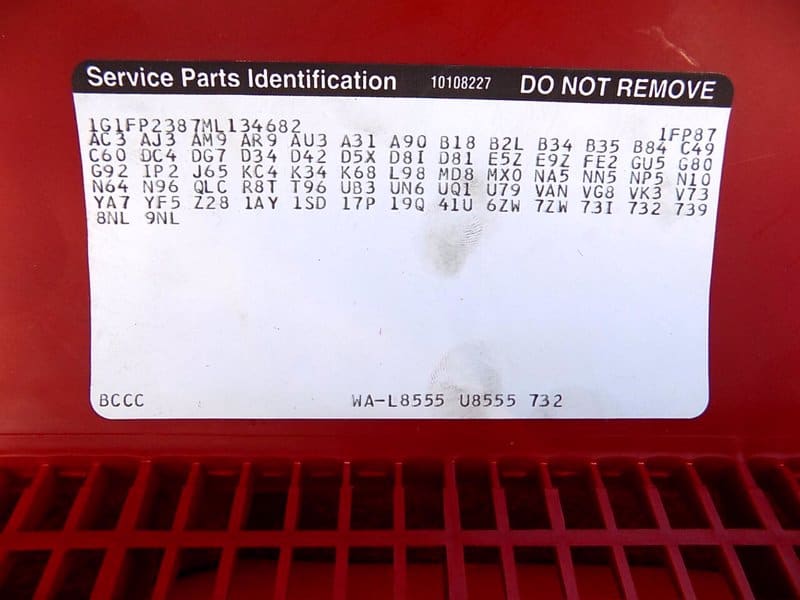 Service Parts Identification 10108227 DO NOT REMOVE
1G1FP2387ML134682 1FP87
AC3 AJ3 AM9 AR9 AU3 A31 A90 B18 B2L B34 B35 B84 C49
C60 DC4 DG7 D34 D42 D5X D8I D81 E5Z E9Z FE2 GU5 G80
G92 IP2 J65 KC4 K34 K68 L98 MD8 MX0 NA5 NN5 NP5 N10
N64 N96 QLC R8T T96 UB3 UN6 UQ1 U79 VAN VG8 VK3 V73
YA7 YF5 Z28 1AY 1SD 17P 19Q 41U 6ZW 7ZW 73I 732 739
8NL 9NL
BCCC WA-L8555 U8555 732